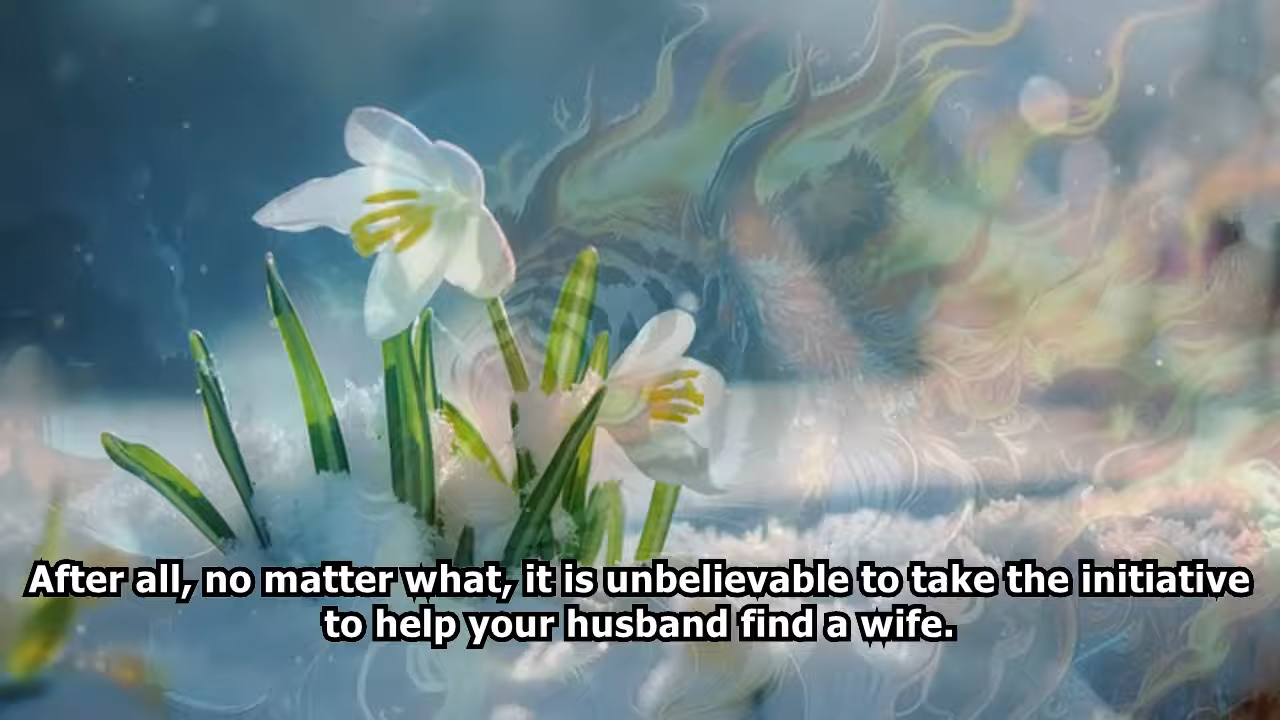 After all, no matter what, it is unbelievable to take the initiative
to help your husband find a wife.